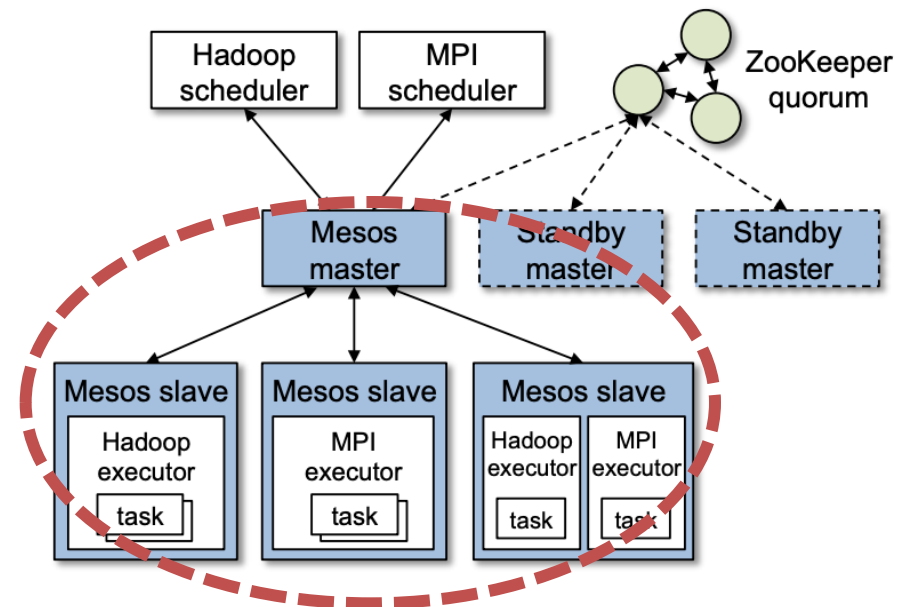 Hadoop
scheduler
MPI
scheduler
ZooKeeper
quorum
Mesos
master
Standby
master
Standby
master
Mesos slave
Hadoop
executor
task
Mesos slave
MPI
executor
task
Mesos slave
Hadoop
executor
task
MPI
executor
task